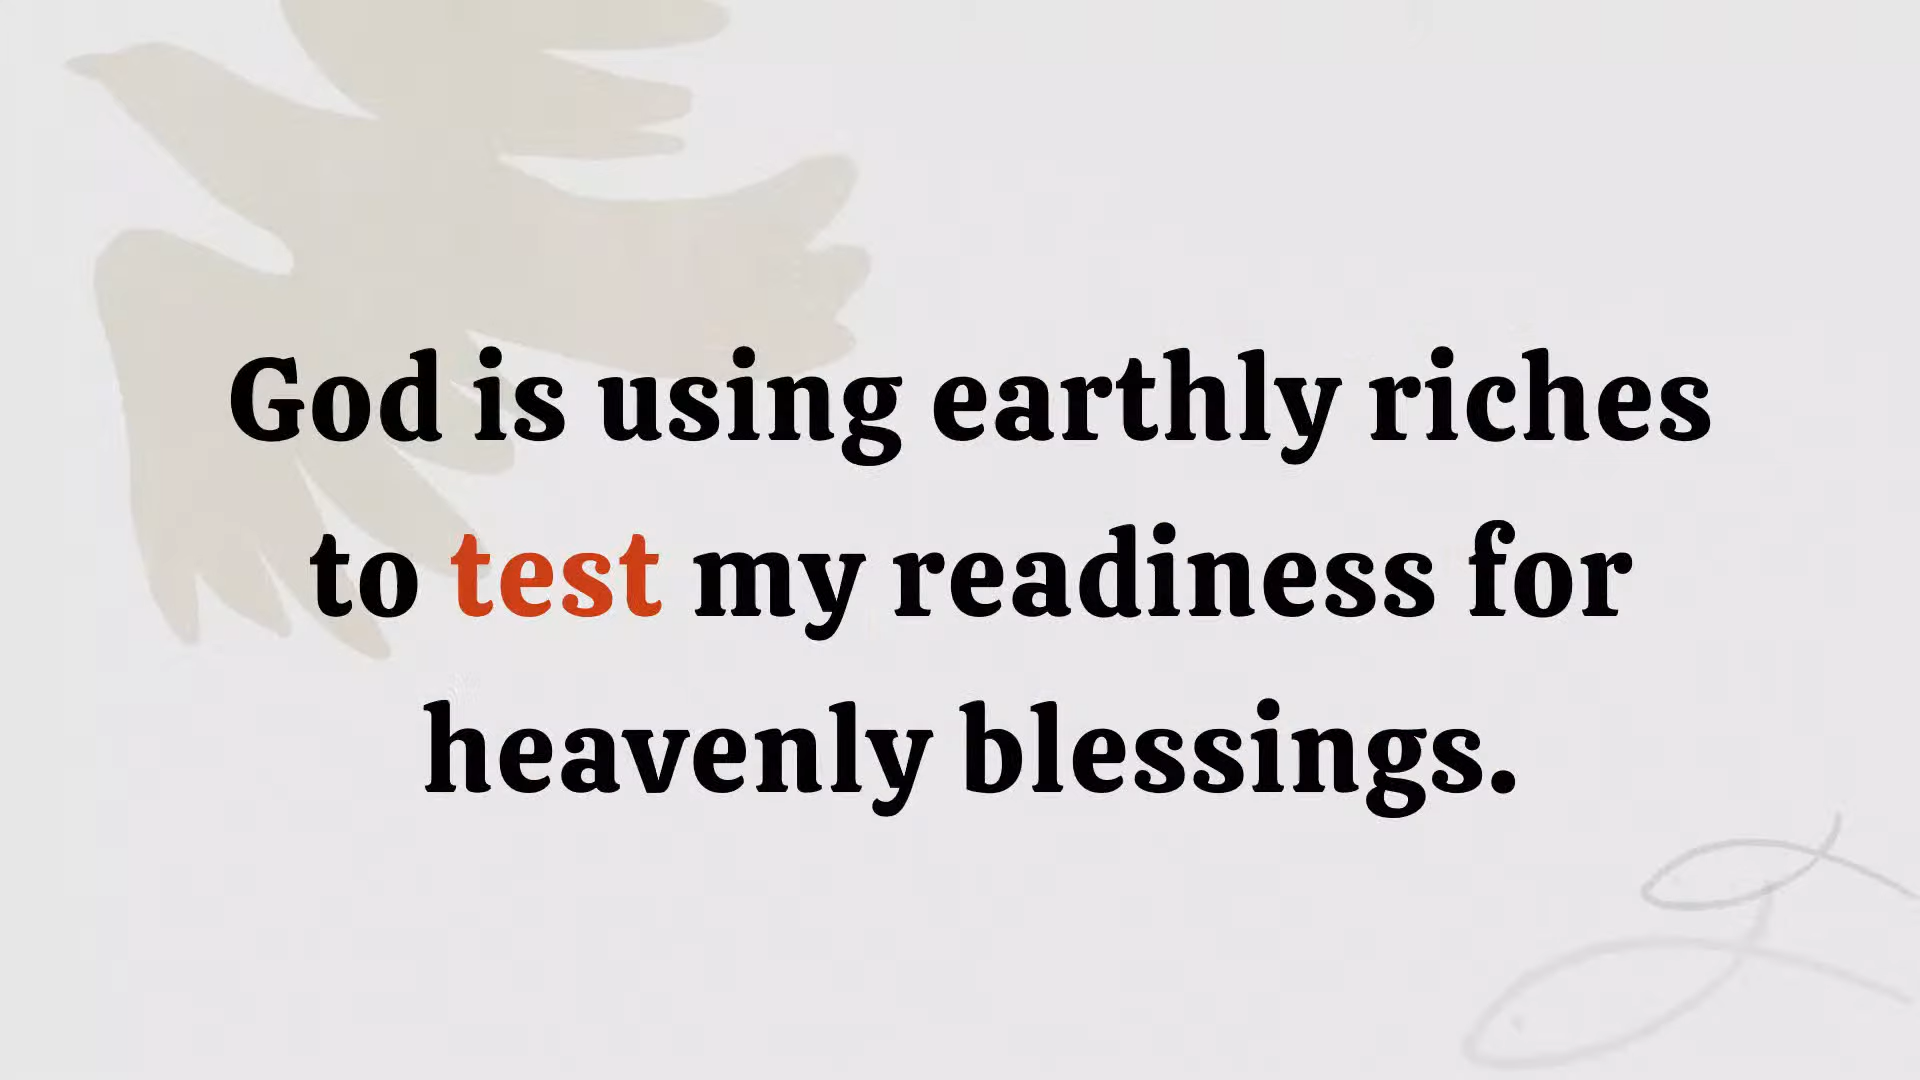 God is using earthly riches
to test my readiness for
heavenly blessings.